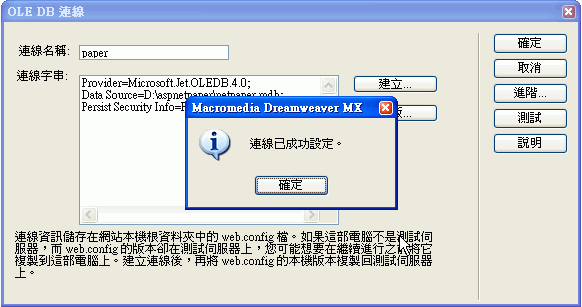 OLE DB 連線
連線名稱: paper
確定
連線字串:
Provider=Microsoft.Jet.OLEDB.4.0;
建立...
取消
Data Source=D:\aspnetpaper\netpaper.mdb;
Persist Security Info=F
進階...
Macromedia Dreamweaver MX
測試
連線已成功設定。
說明
確定
連線資訊儲存在網站本機根資料夾中的 web.config 檔。如果這部電腦不是測試伺
服器，而 web.config 的版本卻在測試伺服器上，您可能想要在繼續進行之前將它
複製到這部電腦上。建立連線後，再將 web.config 的本機版本複製回測試伺服器
上。